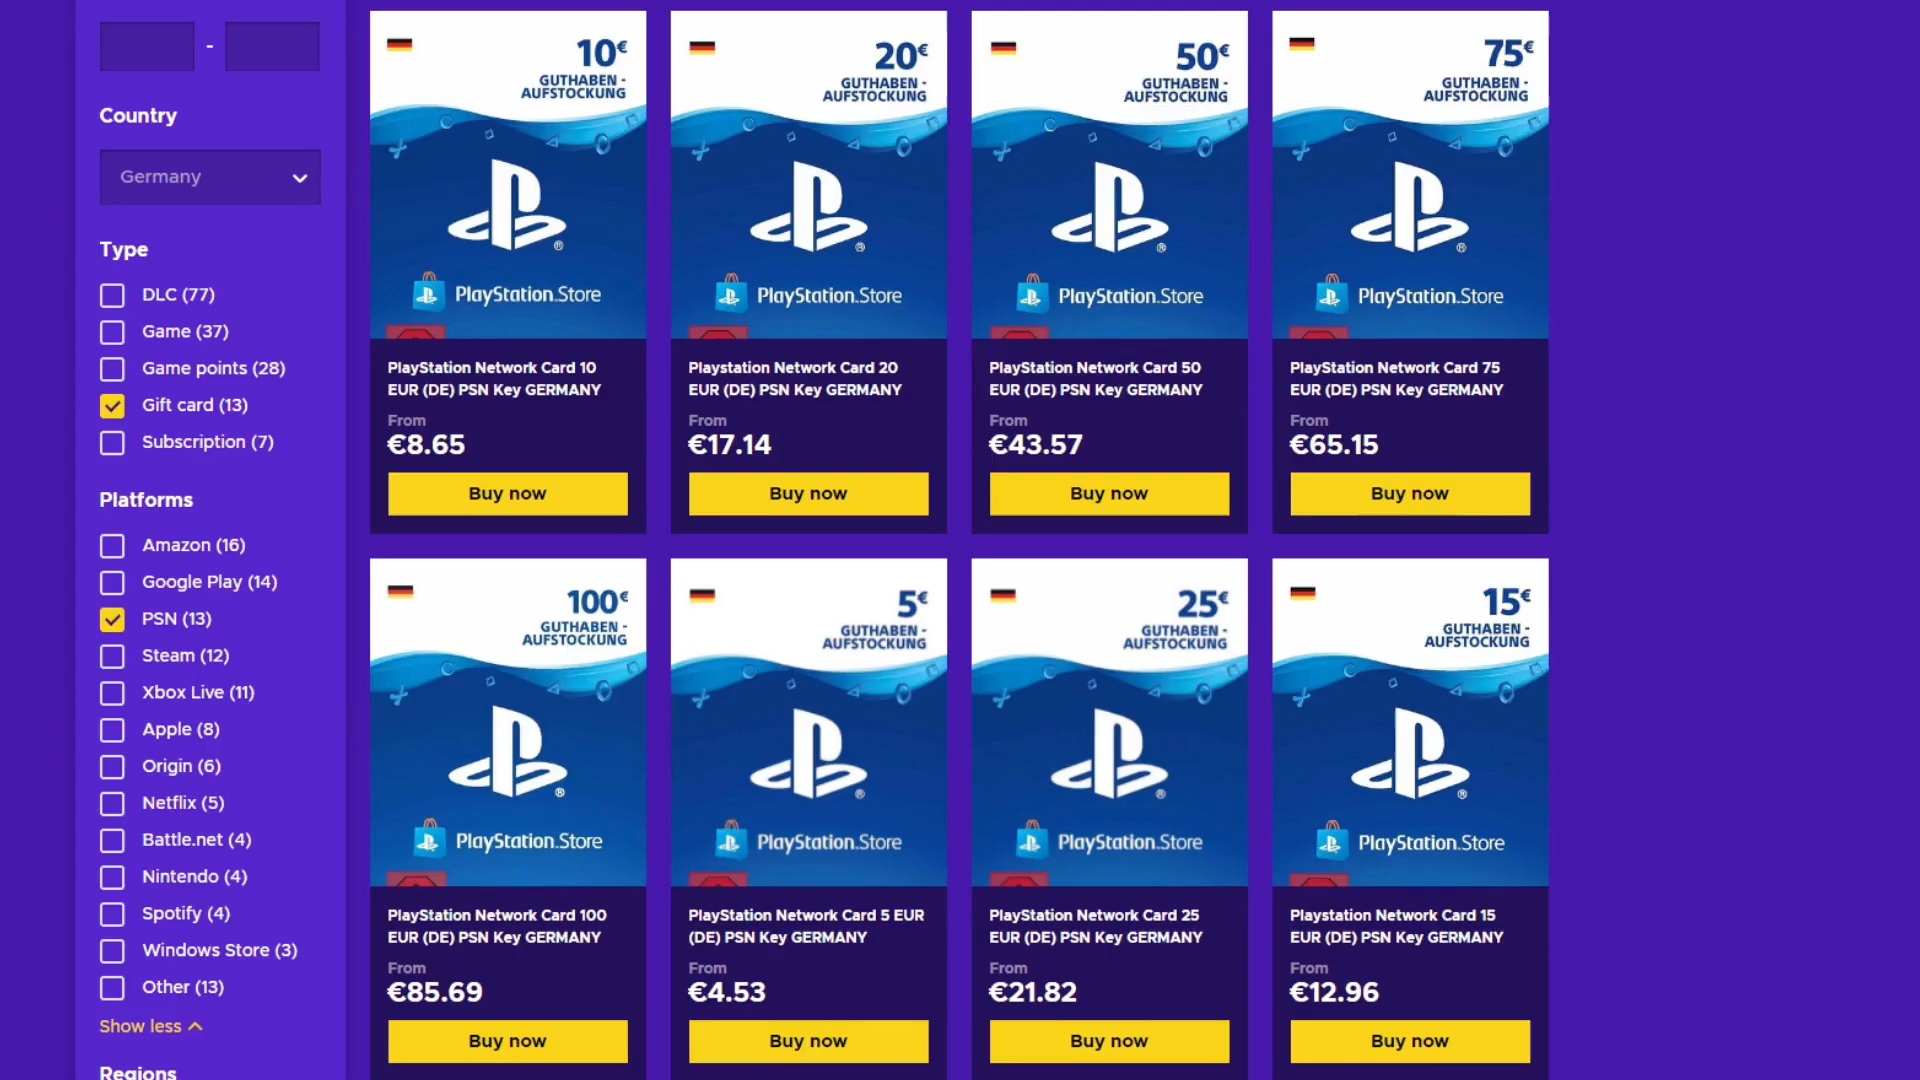 -
Country
Germany
Type
DLC (77)
Game (37)
Game points (28)
Gift card (13)
Subscription (7)
Platforms
Amazon (16)
Google Play (14)
PSN (13)
Steam (12)
Xbox Live (11)
Apple (8)
Origin (6)
Netflix (5)
Battle.net (4)
Nintendo (4)
Spotify (4)
Windows Store (3)
Other (13)
Show less
Regions
10€
GUTHABEN -
AUFSTOCKUNG
®
PlayStation.Store
PlayStation Network Card 10
EUR (DE) PSN Key GERMANY
From
€8.65
Buy now
20€
GUTHABEN -
AUFSTOCKUNG
®
PlayStation.Store
Playstation Network Card 20
EUR (DE) PSN Key GERMANY
From
€17.14
Buy now
50€
GUTHABEN -
AUFSTOCKUNG
®
PlayStation.Store
PlayStation Network Card 50
EUR (DE) PSN Key GERMANY
From
€43.57
Buy now
75€
GUTHABEN -
AUFSTOCKUNG
®
PlayStation.Store
PlayStation Network Card 75
EUR (DE) PSN Key GERMANY
From
€65.15
Buy now
100€
GUTHABEN -
AUFSTOCKUNG
®
PlayStation.Store
PlayStation Network Card 100
EUR (DE) PSN Key GERMANY
From
€85.69
Buy now
5€
GUTHABEN -
AUFSTOCKUNG
®
PlayStation.Store
PlayStation Network Card 5 EUR
(DE) PSN Key GERMANY
From
€4.53
Buy now
25€
GUTHABEN -
AUFSTOCKUNG
®
PlayStation.Store
PlayStation Network Card 25
EUR (DE) PSN Key GERMANY
From
€21.82
Buy now
15€
GUTHABEN -
AUFSTOCKUNG
®
PlayStation.Store
Playstation Network Card 15
EUR (DE) PSN Key GERMANY
From
€12.96
Buy now